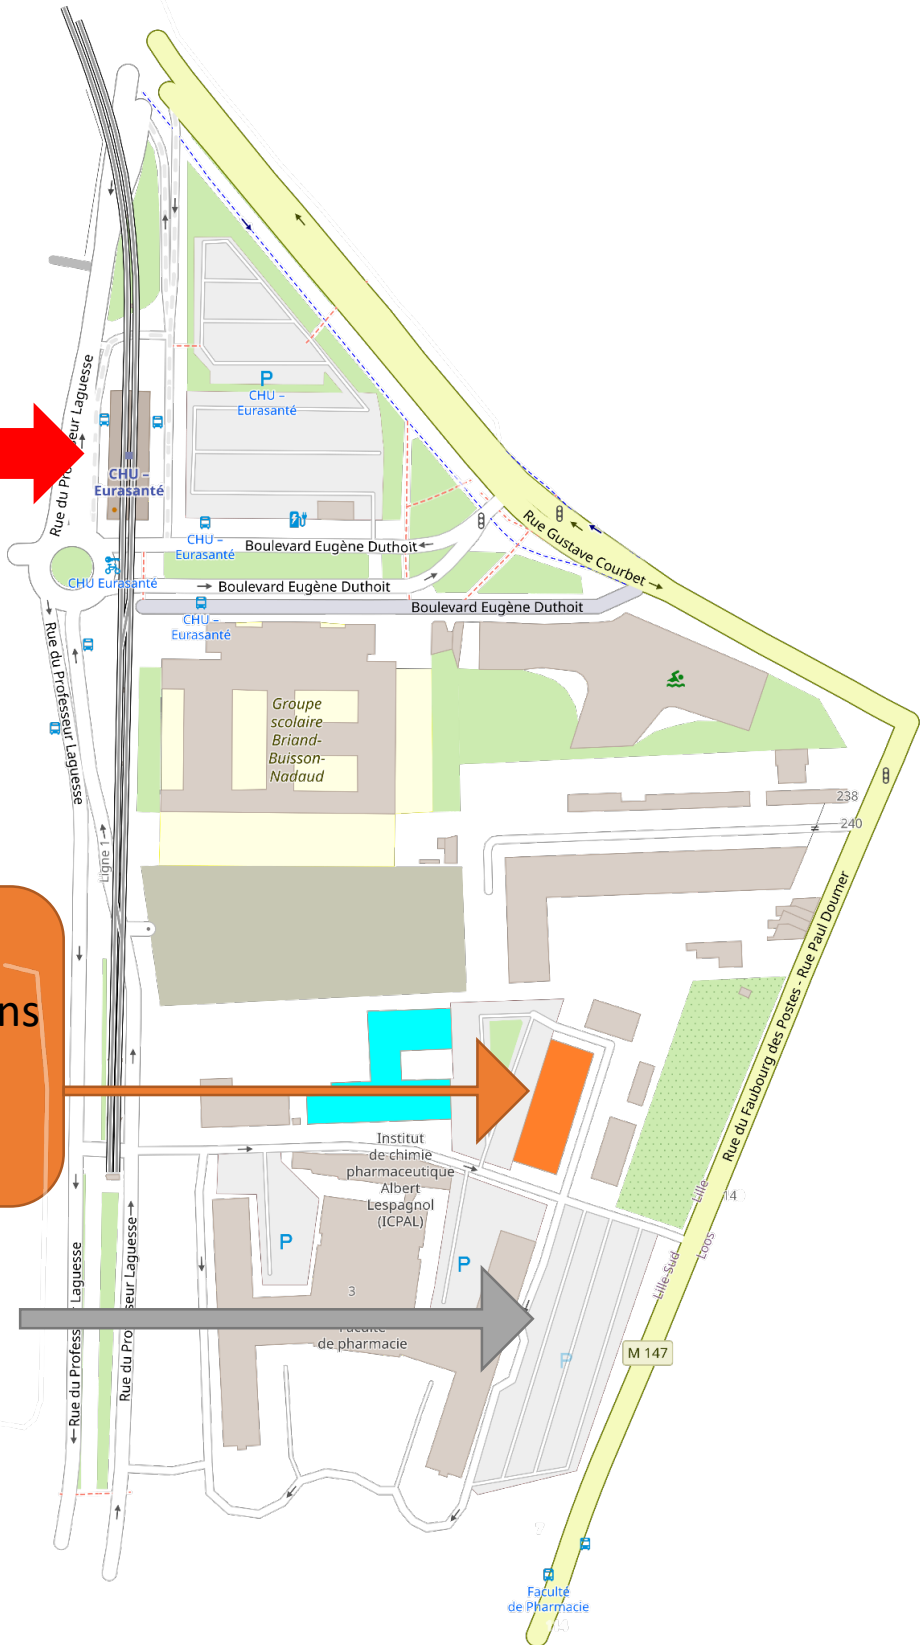 Rue du Professeur Laguesse
P
CHU –
Eurasanté
CHU –
Eurasanté
CHU –
Eurasanté
Boulevard Eugène Duthoit
Rue Gustave Courbet
CHU Eurasanté
Boulevard Eugène Duthoit
Boulevard Eugène Duthoit
CHU –
Eurasanté
Rue du Professeur Laguesse
Groupe
scolaire
Briand-
Buisson-
Nadaud
238
240
Ligne 1
Rue du Faubourg des Postes - Rue Paul Doumer
ns
Institut
de chimie
pharmaceutique
Albert
Lespagnol
(ICPAL)
Lille
14
Loos
Lille-Sud
P
P
3
Faculté
de pharmacie
Rue du Professeur Laguesse
Rue du Professeur Laguesse
M 147
P
Faculté
de Pharmacie